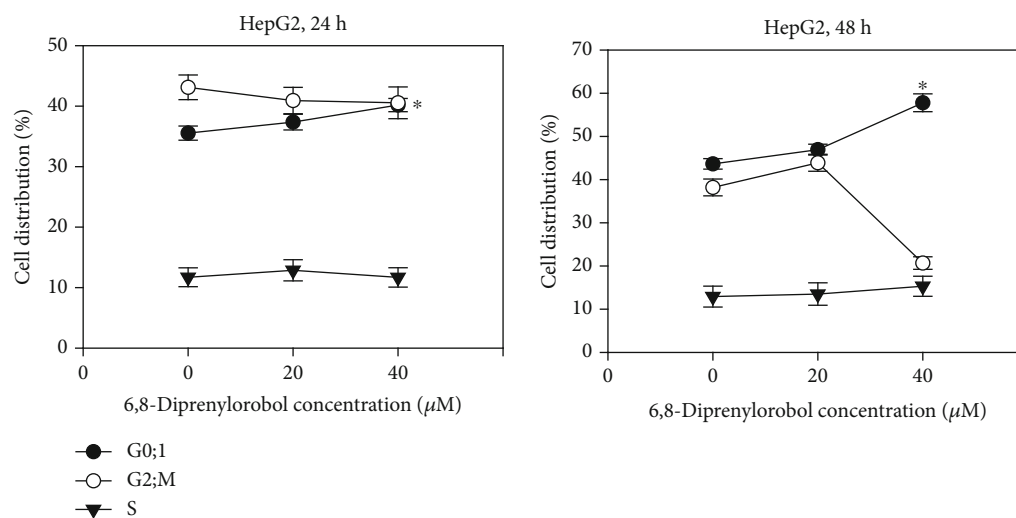 HepG2, 24 h
50
40
30
20
10
0
Cell distribution (%)
*
0 0 20 40
6,8-Diprenylorobol concentration (μM)
HepG2, 48 h
70
60
50
40
30
20
10
0
Cell distribution (%)
*
0 0 20 40
6,8-Diprenylorobol concentration (μM)
G0;1
G2;M
S